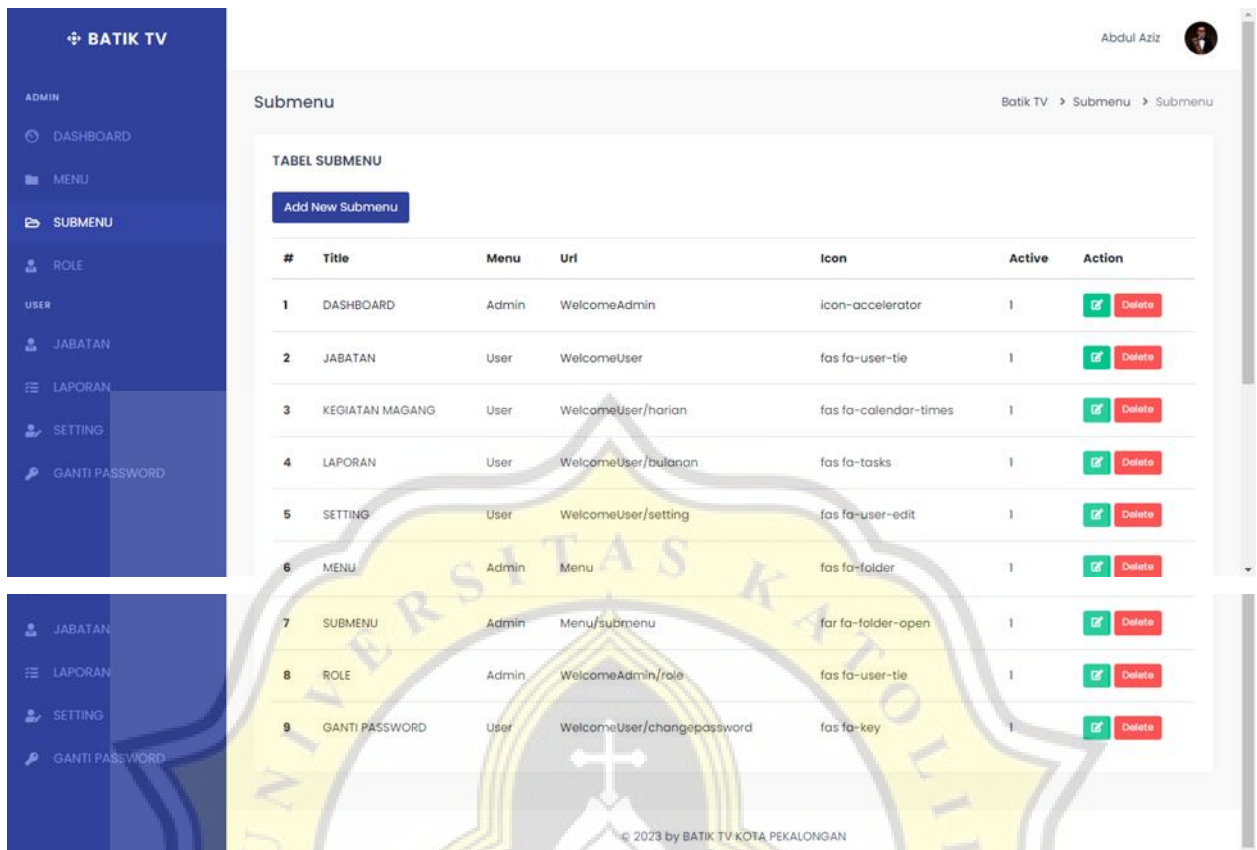 BATIK TV
Abdul Aziz
ADMIN
DASHBOARD
MENU
SUBMENU
ROLE
USER
JABATAN
LAPORAN
SETTING
GANTI PASSWORD
Submenu
Batik TV > Submenu > Submenu
TABEL SUBMENU
Add New Submenu
# Title Menu Url Icon Active Action
1 DASHBOARD Admin WelcomeAdmin icon-accelerator 1 Delete
2 JABATAN User WelcomeUser fas fa-user-tie 1 Delete
3 KEGIATAN MAGANG User WelcomeUser/harian fas fa-calendar-times 1 Delete
4 LAPORAN User WelcomeUser/bulanan fas fa-tasks 1 Delete
5 SETTING User WelcomeUser/setting fas fa-user-edit 1 Delete
6 MENU Admin Menu fas fa-folder 1 Delete
JABATAN
LAPORAN
SETTING
GANTI PASSWORD
7 SUBMENU Admin Menu/submenu far fa-folder-open 1 Delete
8 ROLE Admin WelcomeAdmin/role fas fa-user-tie 1 Delete
9 GANTI PASSWORD User WelcomeUser/changepassword fas fa-key 1 Delete
© 2023 by BATIK TV KOTA PEKALONGAN
UNIVERSITAS KATOLI